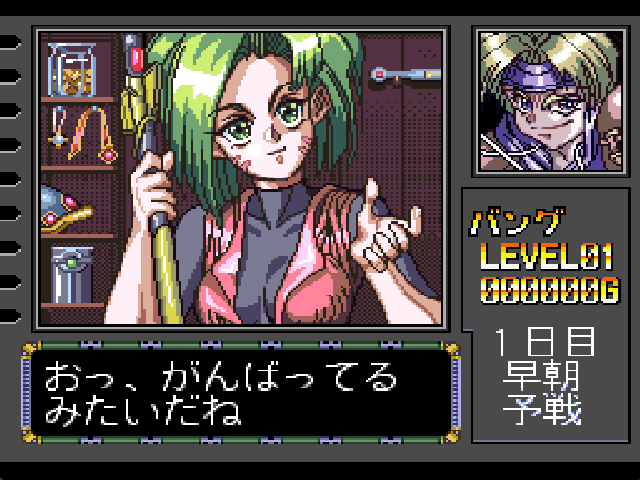 バング
LEVEL01
000000G
1日目
早朝
予戦
おっ、がんばってる
みたいだね